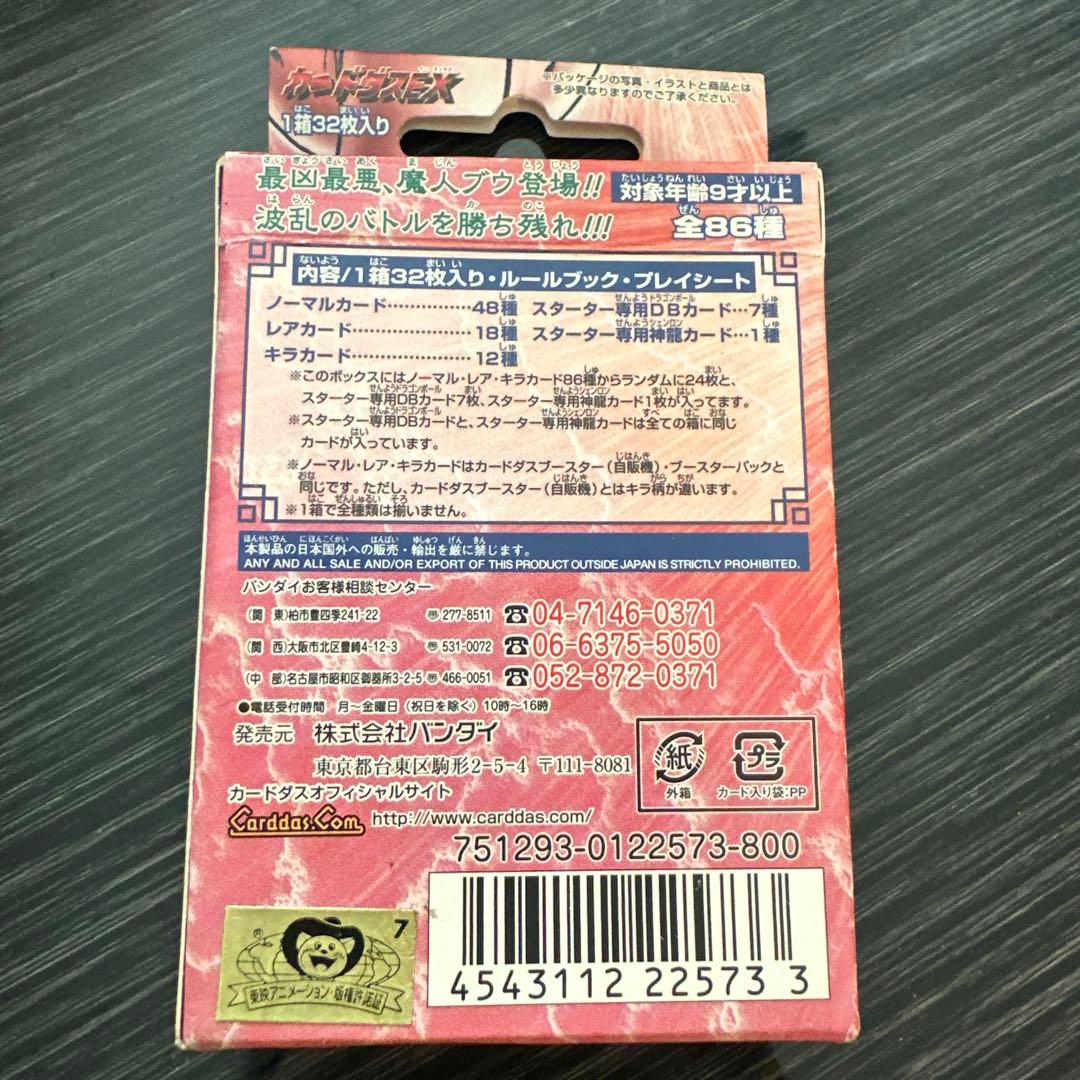 カードダスEX
1箱32枚入り
※パッケージの写真・イラストと商品とは
多少異なりますのでご了承ください。
最凶最悪、魔人ブウ登場!!
波乱のバトルを勝ち残れ!!!
対象年齢9才以上
全86種
内容/1箱32枚入り・ルールブック・プレイシート
ノーマルカード……………48種
レアカード…………………18種
キラカード…………………12種
スターター専用DBカード…7種
スターター専用神龍カード…1種
※このボックスにはノーマル・レア・キラカード86種からランダムに24枚と、
スターター専用DBカード7枚、スターター専用神龍カード1枚が入ってます。
※スターター専用DBカードと、スターター専用神龍カードは全ての箱に同じ
カードが入っています。
※ノーマル・レア・キラカードはカードダスブースター(自販機)・ブースターパックと
同じです。ただし、カードダスブースター(自販機)とはキラ柄が違います。
※1箱で全種類は揃いません。
本製品の日本国外への販売・輸出を厳に禁じます。
ANY AND ALL SALE AND/OR EXPORT OF THIS PRODUCT OUTSIDE JAPAN IS STRICTLY PROHIBITED.
バンダイお客様相談センター
(関 東)柏市豊四季241-22 〠277-8511 ☎04-7146-0371
(関 西)大阪市北区豊崎4-12-3 〠531-0072 ☎06-6375-5050
(中 部)名古屋市昭和区御器所3-2-5 〠466-0051 ☎052-872-0371
●電話受付時間 月〜金曜日(祝日を除く)10時〜16時
発売元 株式会社バンダイ
東京都台東区駒形2-5-4 〒111-8081
カードダスオフィシャルサイト
Carddas.Com http://www.carddas.com/
紙
外箱
プラ
カード入り袋:PP
751293-0122573-800
4543112 22573 3
® 7
東映アニメーション・版権許諾証